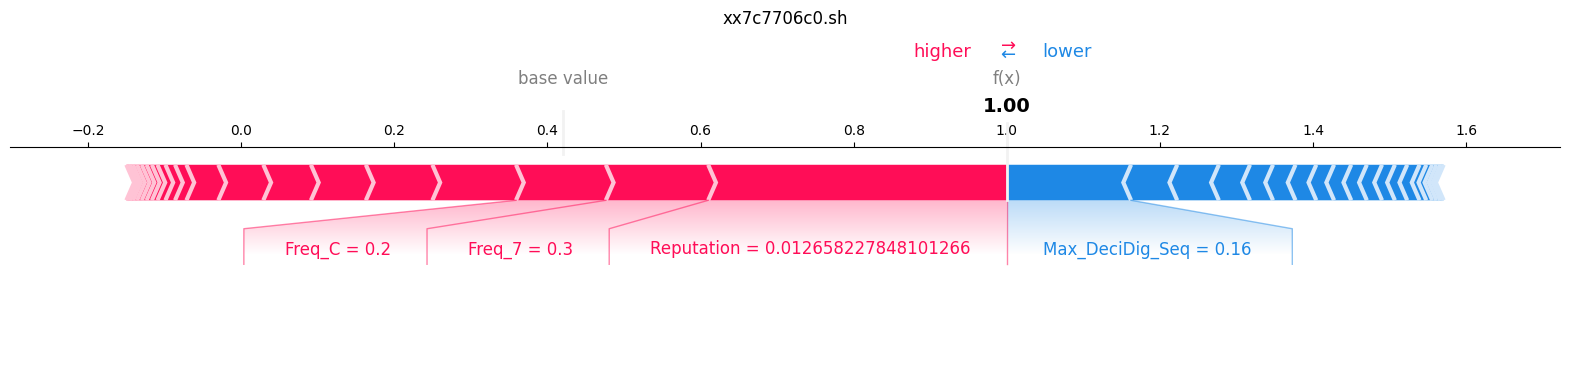 xx7c7706c0.sh
higher ⇄ lower
base value
f(x)
1.00
−0.2 0.0 0.2 0.4 0.6 0.8 1.0 1.2 1.4 1.6
Freq_C = 0.2
Freq_7 = 0.3
Reputation = 0.012658227848101266
Max_DeciDig_Seq = 0.16